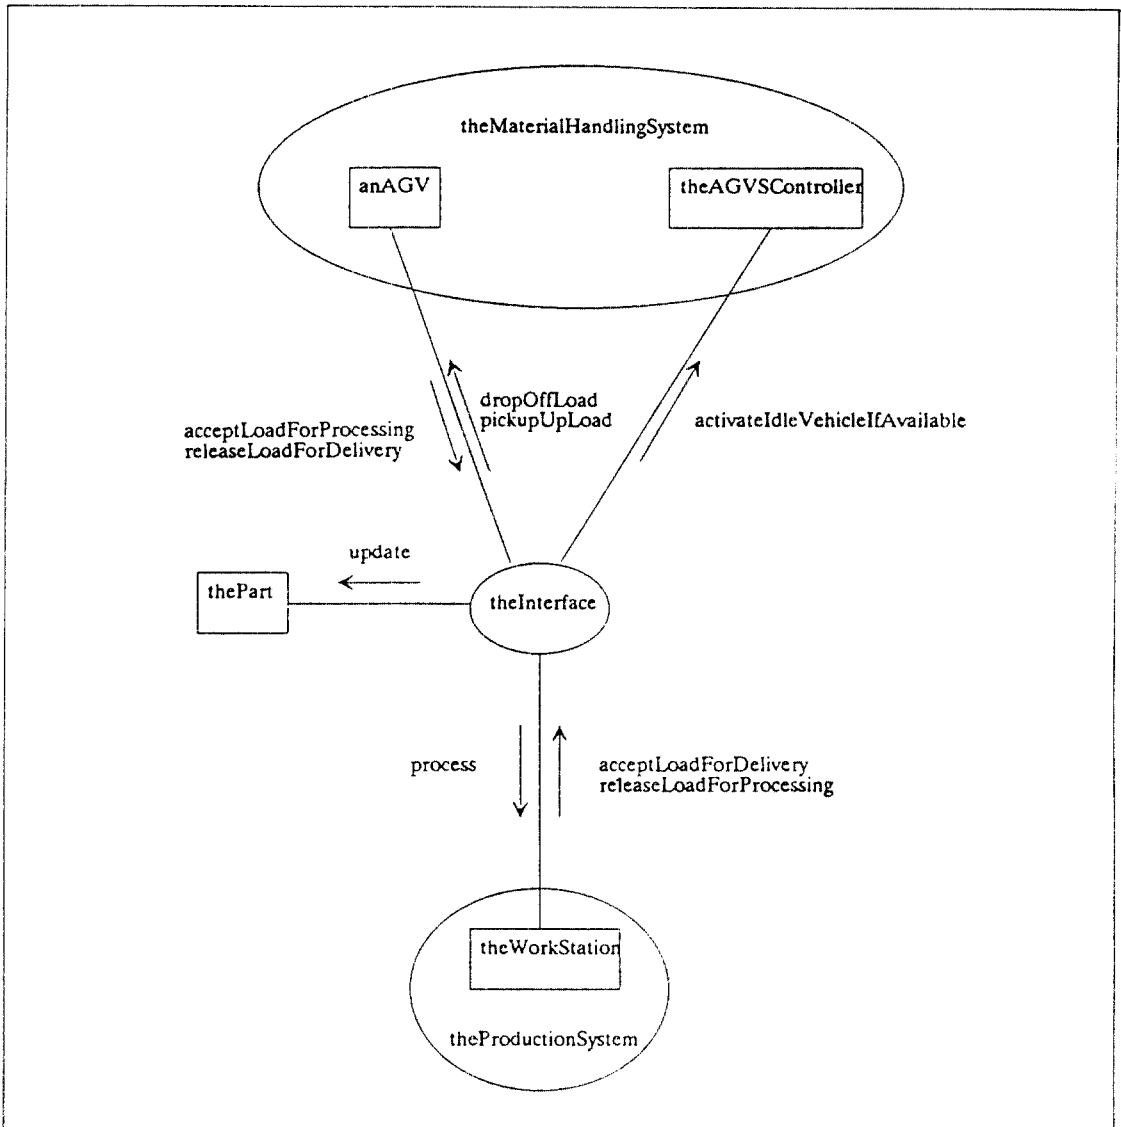 theMaterialHandlingSystem
anAGV
theAGVSController
dropOffLoad
pickupUpLoad
activateIdleVehicleIfAvailable
acceptLoadForProcessing
releaseLoadForDelivery
update
thePart
theInterface
process
acceptLoadForDelivery
releaseLoadForProcessing
theWorkStation
theProductionSystem